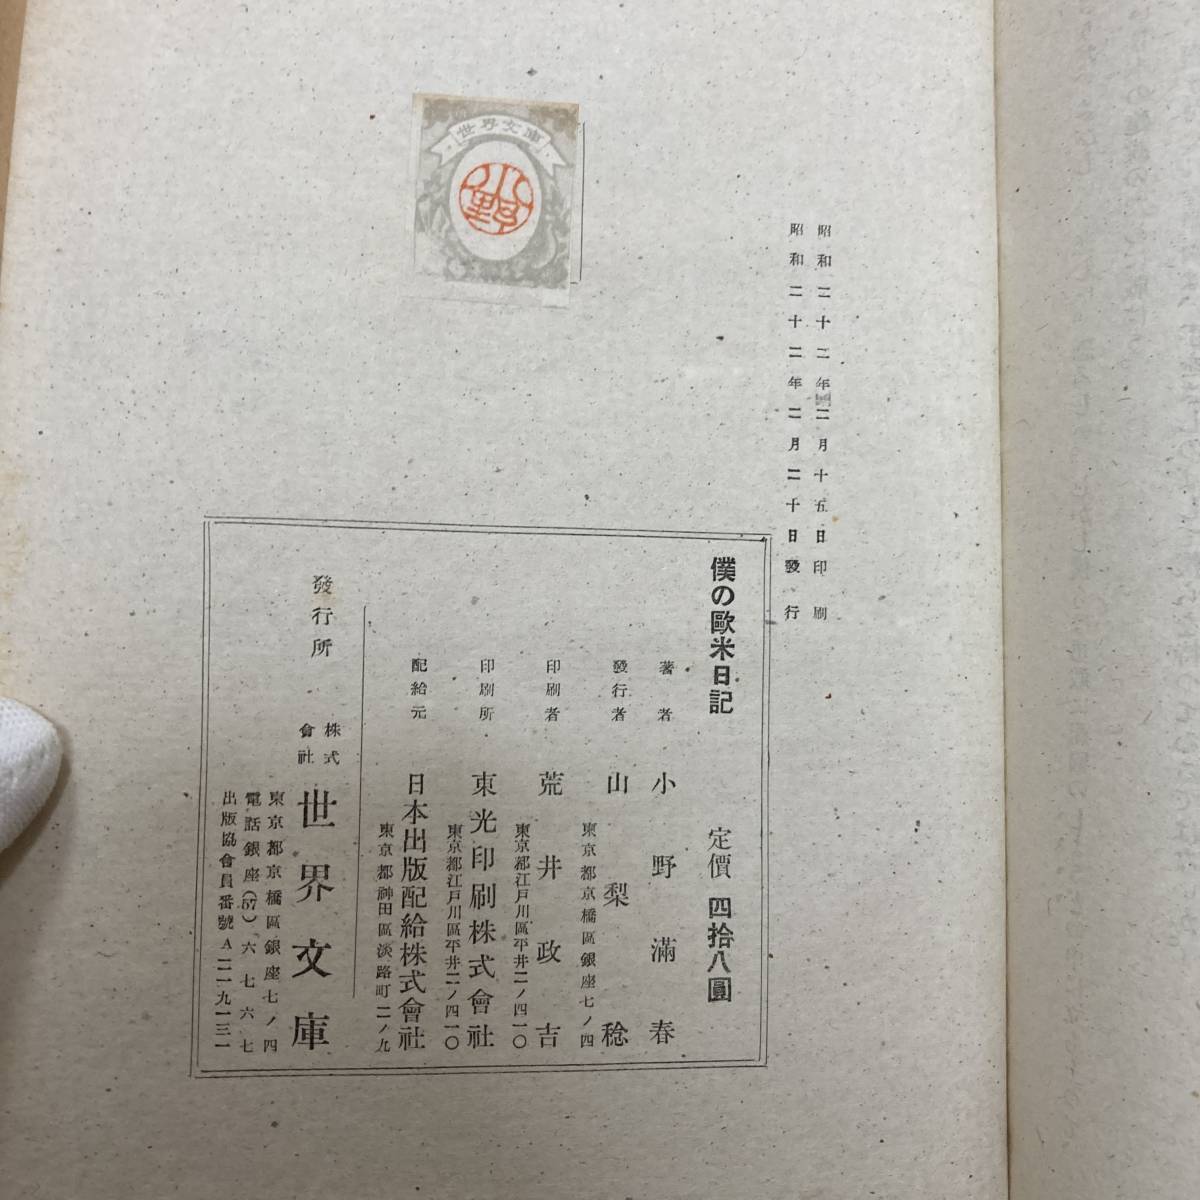 世界文庫
小野
昭和二十二年二月十五日印刷
昭和二十二年二月二十日發行
僕の歐米日記 定價 四拾八圓
著者 小野滿春
發行者 山梨稔
東京都京橋區銀座七ノ四
印刷者 荒井政吉
東京都江戸川區平井二ノ四一〇
印刷所 東光印刷株式會社
東京都江戸川區平井二ノ四一〇
配給元 日本出版配給株式會社
東京都神田區淡路町二ノ九
發行所 株式會社 世界文庫
東京都京橋區銀座七ノ四
電話銀座(57)六七六七
出版協會員番號A二一九一三一